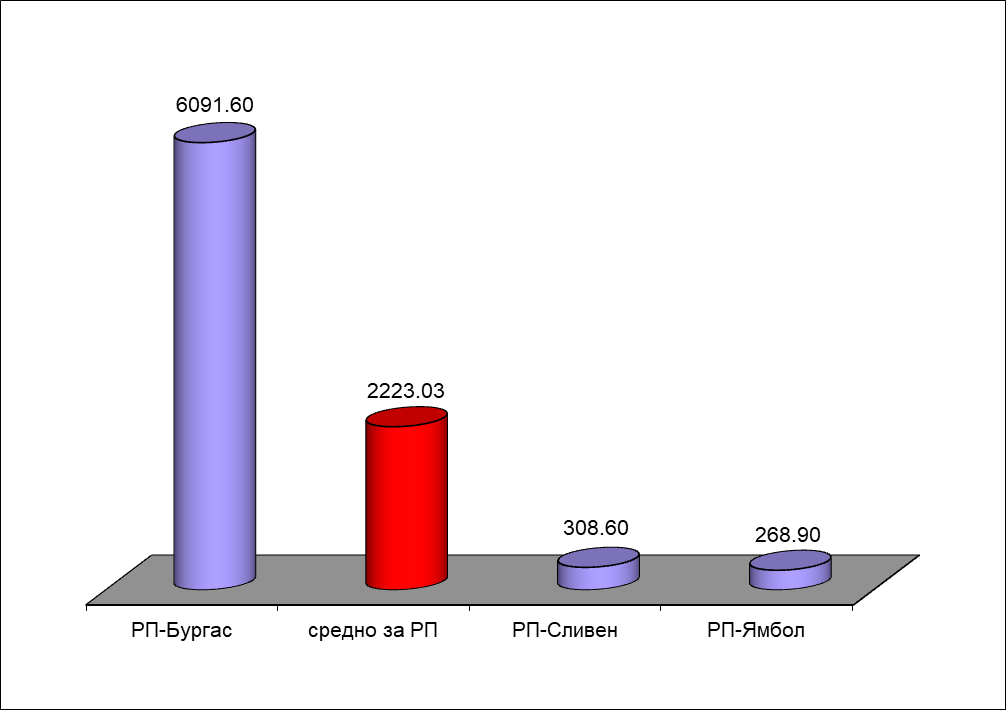 6091.60
2223.03
308.60
268.90
РП-Бургас
средно за РП
РП-Сливен
РП-Ямбол